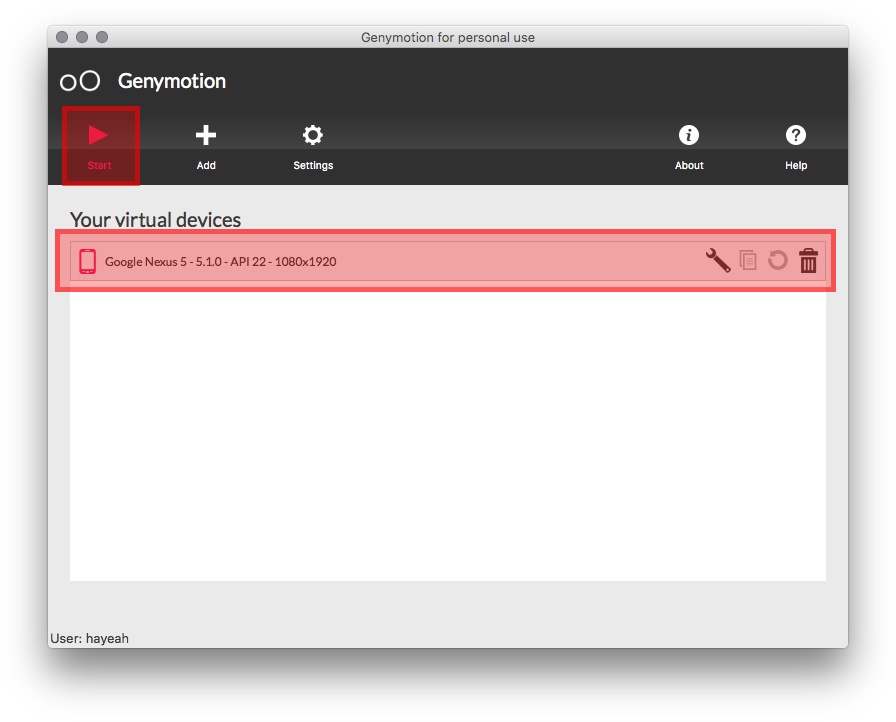 Genymotion for personal use
Genymotion
Start Add Settings About Help
Your virtual devices
Google Nexus 5 - 5.1.0 - API 22 - 1080x1920
User: hayeah